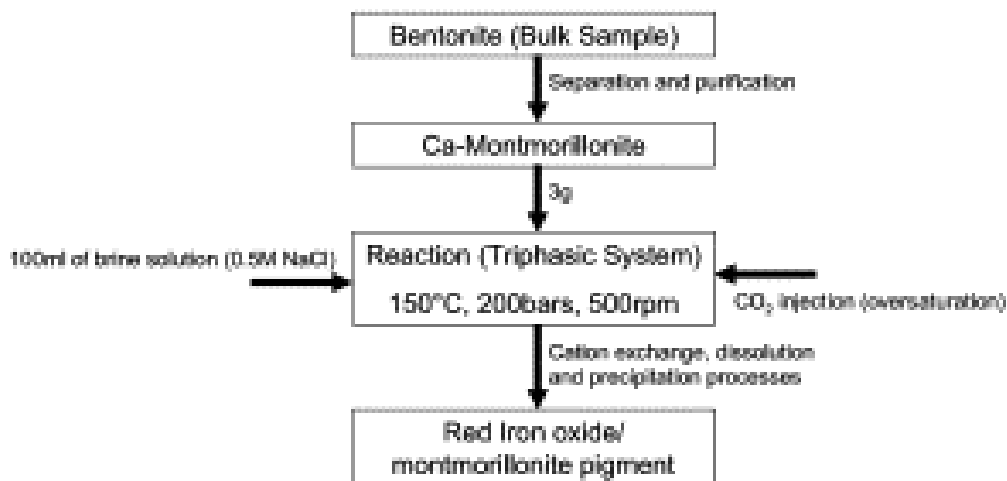 Bentonite (Bulk Sample)
Separation and purification
Ca-Montmorillonite
3g
100ml of brine solution (0.5M NaCl)
Reaction (Triphasic System)
150°C, 200bars, 500rpm
CO₂ injection (oversaturation)
Cation exchange, dissolution
and precipitation processes
Red Iron oxide/
montmorillonite pigment